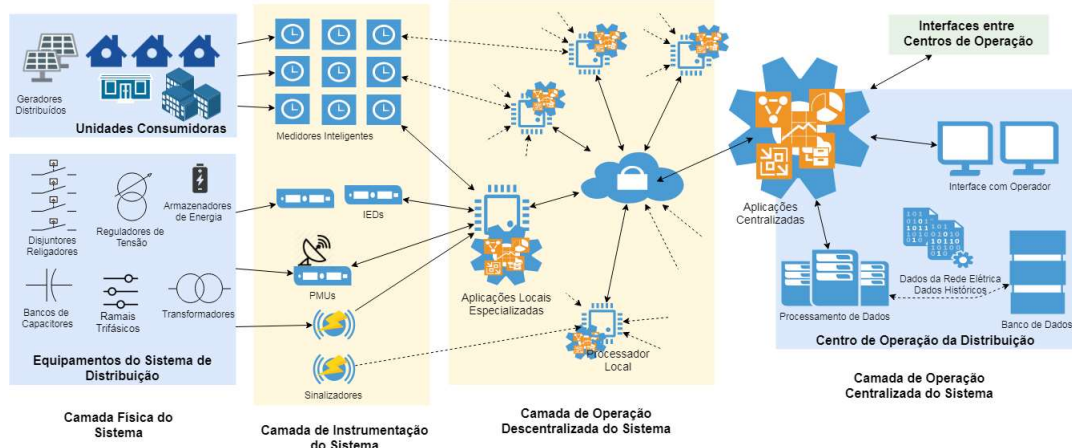 Geradores
Distribuídos
Unidades Consumidoras
Disjuntores
Religadores
Reguladores de
Tensão
Armazenadores
de Energia
Bancos de
Capacitores
Ramais
Trifásicos
Transformadores
Equipamentos do Sistema de
Distribuição
Camada Física do
Sistema
Medidores Inteligentes
IEDs
PMUs
Sinalizadores
Camada de Instrumentação
do Sistema
Aplicações Locais
Especializadas
Processador
Local
Camada de Operação
Descentralizada do Sistema
Interfaces entre
Centros de Operação
Aplicações
Centralizadas
Interface com Operador
Dados da Rede Elétrica
Dados Históricos
Processamento de Dados
Banco de Dados
Centro de Operação da Distribuição
Camada de Operação
Centralizada do Sistema